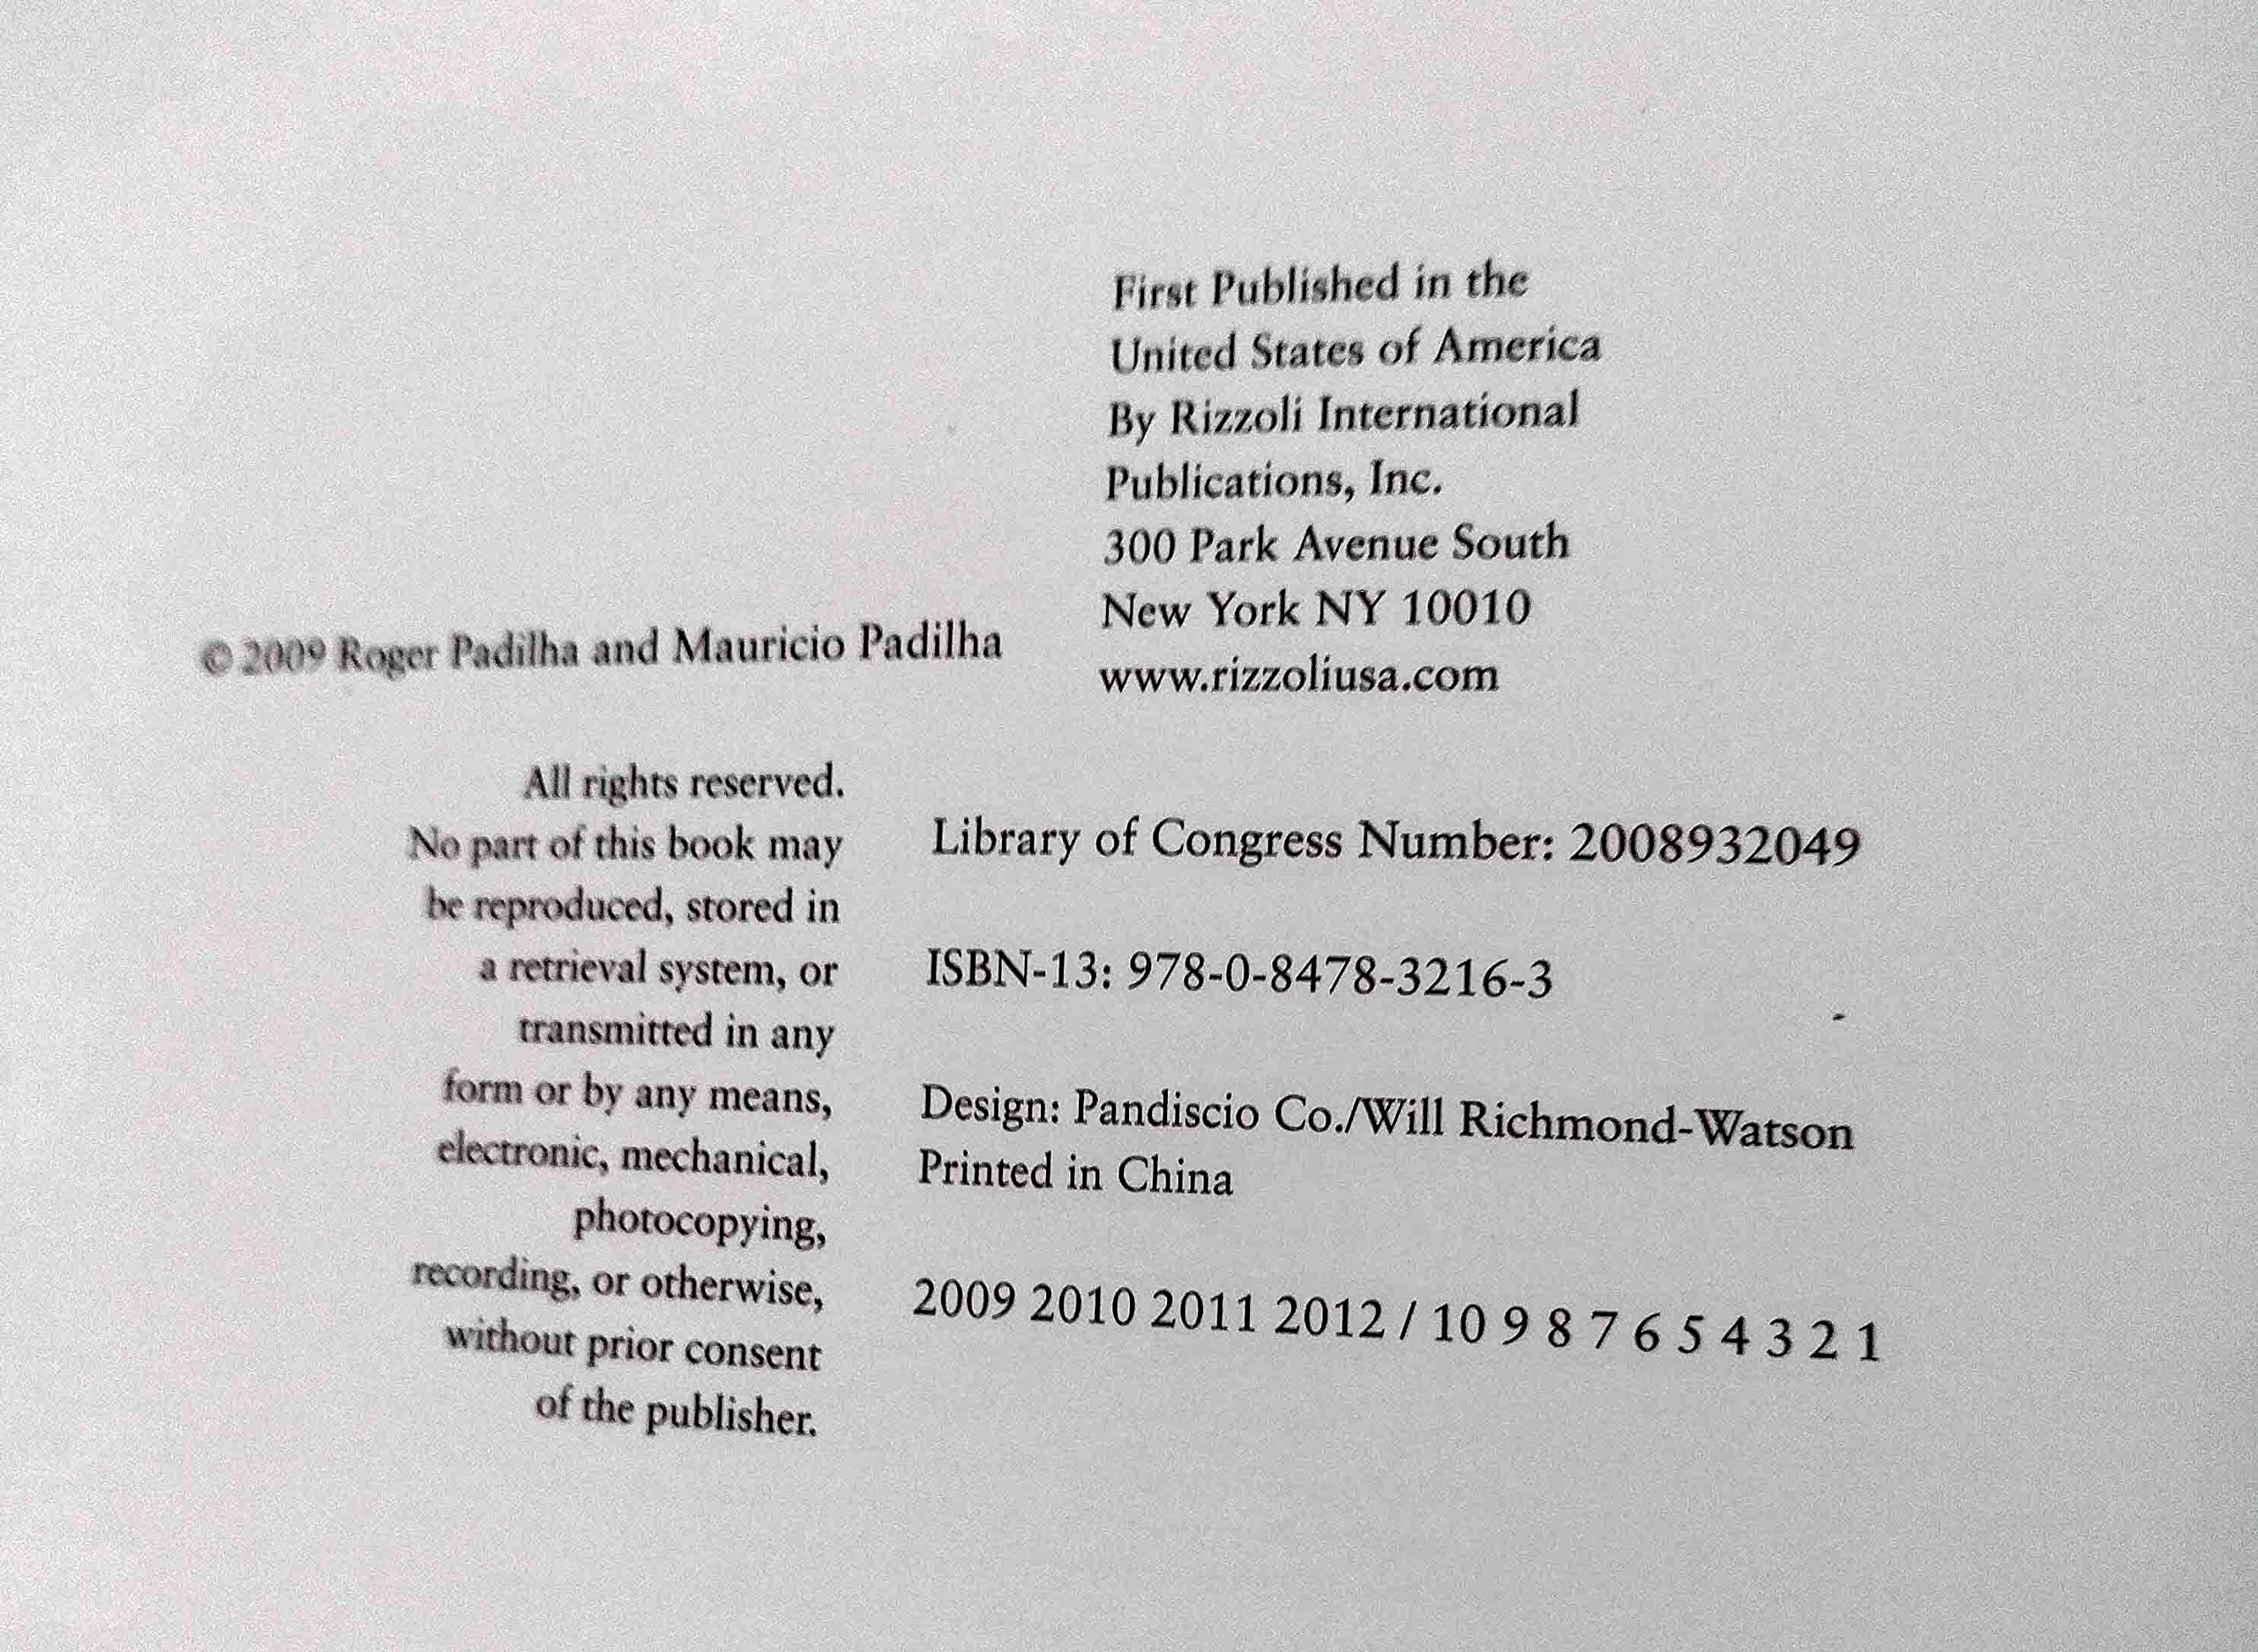 First Published in the
United States of America
By Rizzoli International
Publications, Inc.
300 Park Avenue South
New York NY 10010
www.rizzoliusa.com
© 2009 Roger Padilha and Mauricio Padilha
All rights reserved.
No part of this book may
be reproduced, stored in
a retrieval system, or
transmitted in any
form or by any means,
electronic, mechanical,
photocopying,
recording, or otherwise,
without prior consent
of the publisher.
Library of Congress Number: 2008932049
ISBN-13: 978-0-8478-3216-3
Design: Pandiscio Co./Will Richmond-Watson
Printed in China
2009 2010 2011 2012 / 10 9 8 7 6 5 4 3 2 1